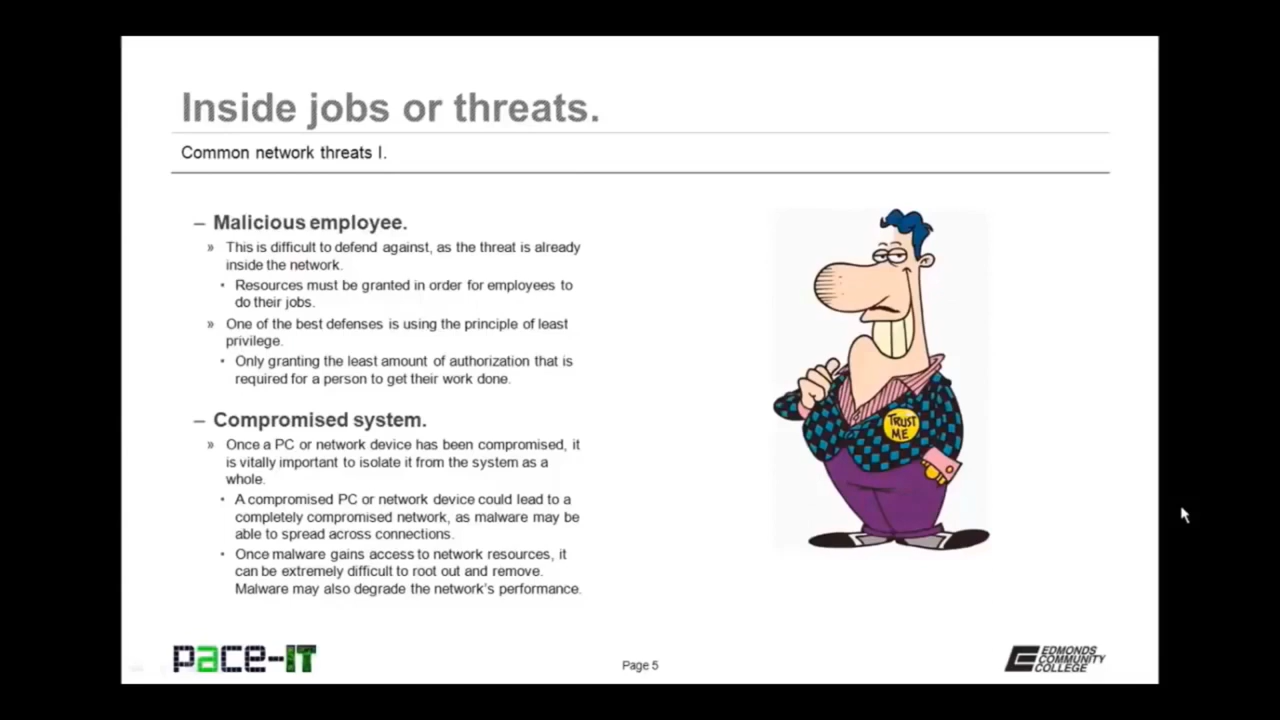 Inside jobs or threats.
Common network threats I.
– Malicious employee.
» This is difficult to defend against, as the threat is already
inside the network.
• Resources must be granted in order for employees to
do their jobs.
» One of the best defenses is using the principle of least
privilege.
• Only granting the least amount of authorization that is
required for a person to get their work done.
– Compromised system.
» Once a PC or network device has been compromised, it
is vitally important to isolate it from the system as a
whole.
• A compromised PC or network device could lead to a
completely compromised network, as malware may be
able to spread across connections.
• Once malware gains access to network resources, it
can be extremely difficult to root out and remove.
Malware may also degrade the network's performance.
TRUST
ME
pace-IT
Page 5
EDMONDS
COMMUNITY
COLLEGE